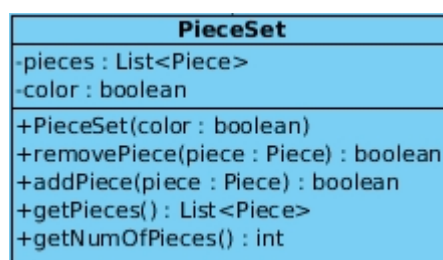 PieceSet
-pieces : List<Piece>
-color : boolean
+PieceSet(color : boolean)
+removePiece(piece : Piece) : boolean
+addPiece(piece : Piece) : boolean
+getPieces() : List<Piece>
+getNumOfPieces() : int